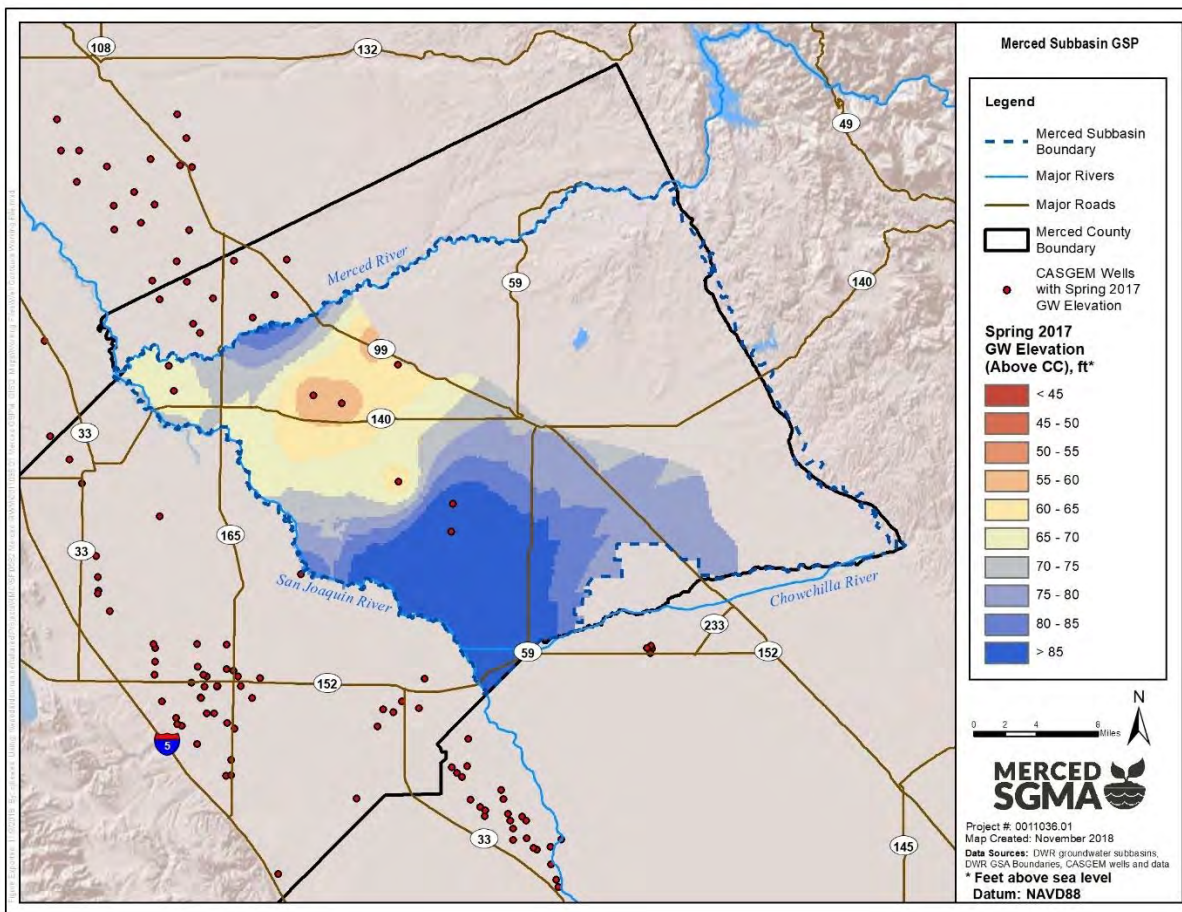 Merced Subbasin GSP
Legend
Merced Subbasin
Boundary
Major Rivers
Major Roads
Merced County
Boundary
CASGEM Wells
with Spring 2017
GW Elevation
Spring 2017
GW Elevation
(Above CC), ft*
< 45
45 - 50
50 - 55
55 - 60
60 - 65
65 - 70
70 - 75
75 - 80
80 - 85
> 85
N
0 2 4 8
Miles
MERCED
SGMA
Project #: 0011036.01
Map Created: November 2018
Data Sources: DWR groundwater subbasins,
DWR GSA Boundaries, CASGEM wells and data
* Feet above sea level
Datum: NAVD88
108
132
49
Merced River
59
140
99
140
33
165
33
San Joaquin River
Chowchilla River
233
59
152
152
5
33
145